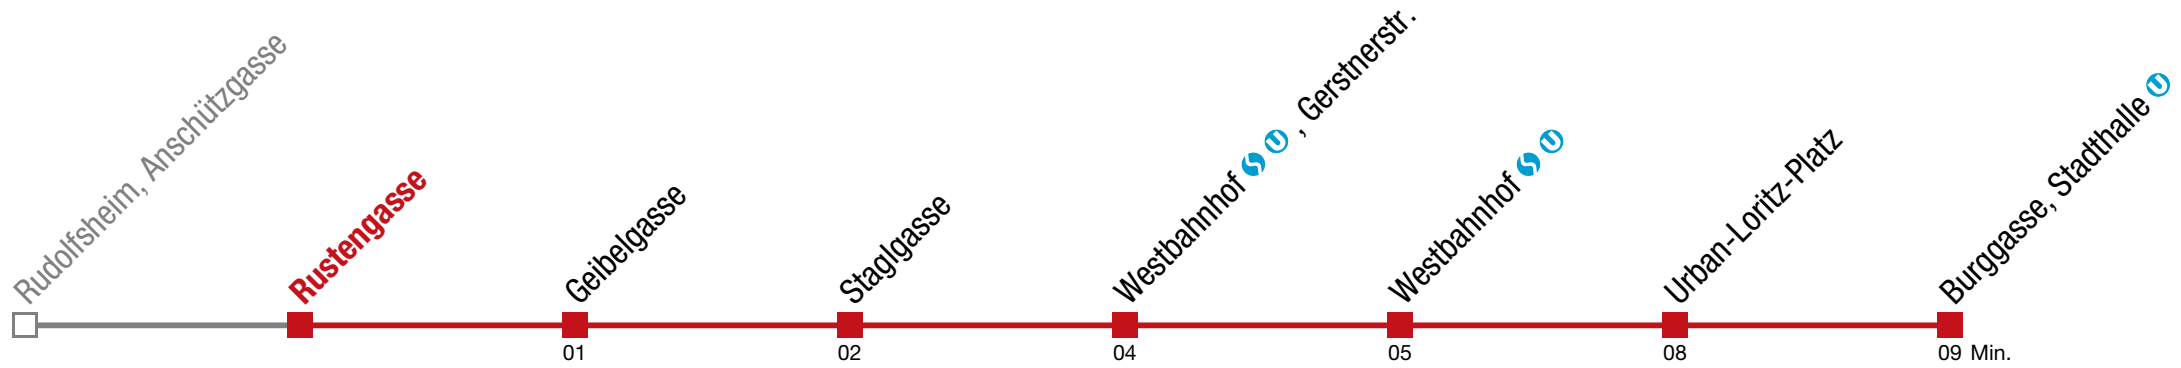 Rudolfsheim, Anschützgasse
Rustengasse
Geibelgasse
Staglgasse
Westbahnhof S U , Gerstnerstr.
Westbahnhof S U
Urban-Loritz-Platz
Burggasse, Stadthalle U
01
02
04
05
08
09 Min.